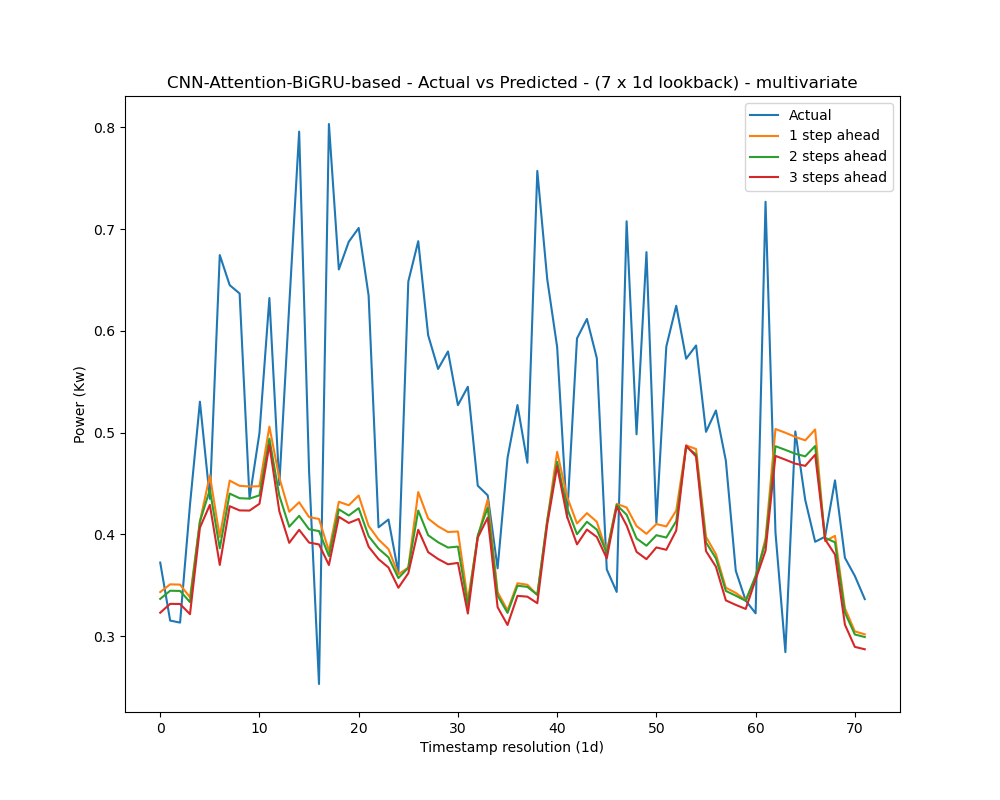 CNN-Attention-BiGRU-based - Actual vs Predicted - (7 x 1d lookback) - multivariate
Actual
1 step ahead
2 steps ahead
3 steps ahead
0.8
0.7
0.6
0.5
0.4
0.3
Power (Kw)
0 10 20 30 40 50 60 70
Timestamp resolution (1d)